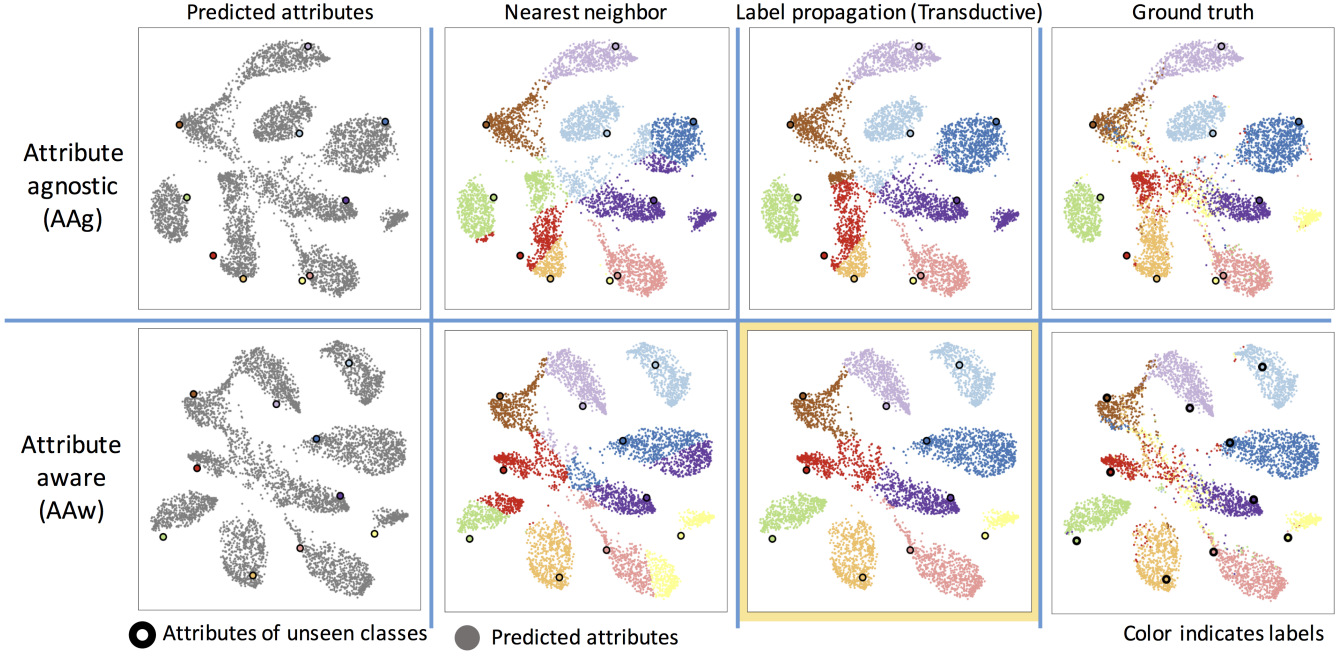 Predicted attributes
Nearest neighbor
Label propagation (Transductive)
Ground truth
Attribute
agnostic
(AAg)
Attribute
aware
(AAw)
Attributes of unseen classes
Predicted attributes
Color indicates labels